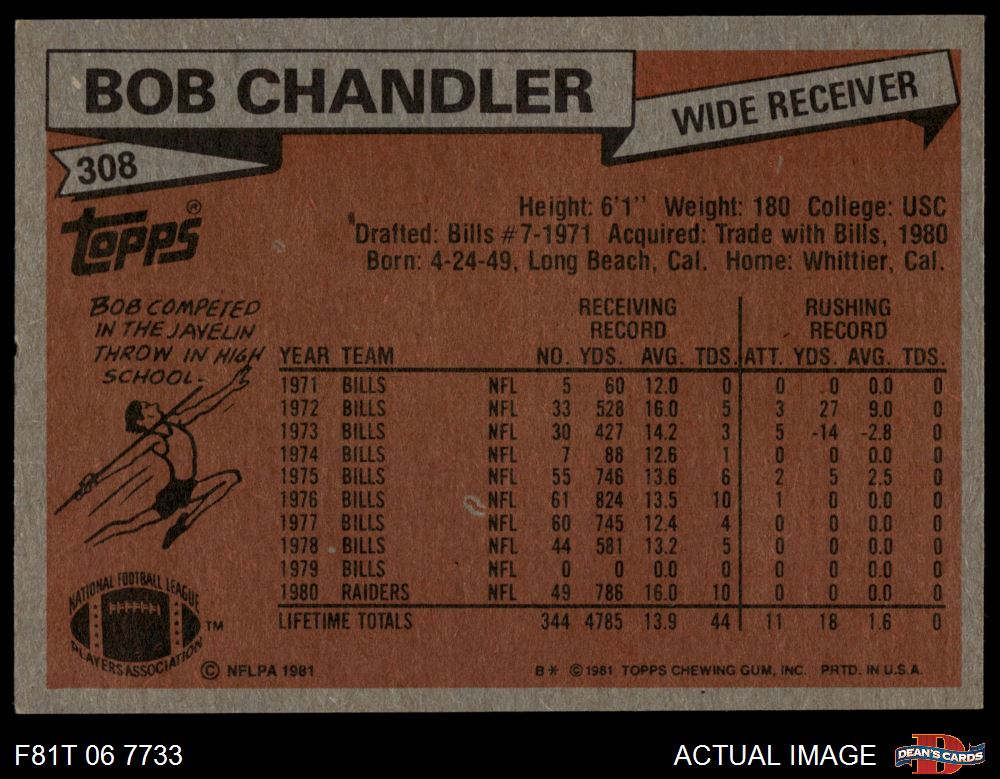 BOB CHANDLER
WIDE RECEIVER
308
TOPPS®
Height: 6'1" Weight: 180 College: USC
Drafted: Bills #7-1971 Acquired: Trade with Bills, 1980
Born: 4-24-49, Long Beach, Cal. Home: Whittier, Cal.
BOB COMPETED
IN THE JAVELIN
THROW IN HIGH
SCHOOL.
RECEIVING RECORD RUSHING RECORD
YEAR TEAM NO. YDS. AVG. TDS. ATT. YDS. AVG. TDS.
1971 BILLS NFL 5 60 12.0 0 0 0 0.0 0
1972 BILLS NFL 33 528 16.0 5 3 27 9.0 0
1973 BILLS NFL 30 427 14.2 3 5 -14 -2.8 0
1974 BILLS NFL 7 88 12.6 1 0 0 0.0 0
1975 BILLS NFL 55 746 13.6 6 2 5 2.5 0
1976 BILLS NFL 61 824 13.5 10 1 0 0.0 0
1977 BILLS NFL 60 745 12.4 4 0 0 0.0 0
1978 BILLS NFL 44 581 13.2 5 0 0 0.0 0
1979 BILLS NFL 0 0 0.0 0 0 0 0.0 0
1980 RAIDERS NFL 49 786 16.0 10 0 0 0.0 0
LIFETIME TOTALS 344 4785 13.9 44 11 18 1.6 0
NATIONAL FOOTBALL LEAGUE
PLAYERS ASSOCIATION
TM
© NFLPA 1981
B* ©1981 TOPPS CHEWING GUM, INC. PRTD. IN U.S.A.
F81T 06 7733
ACTUAL IMAGE
D
DEAN'S CARDS